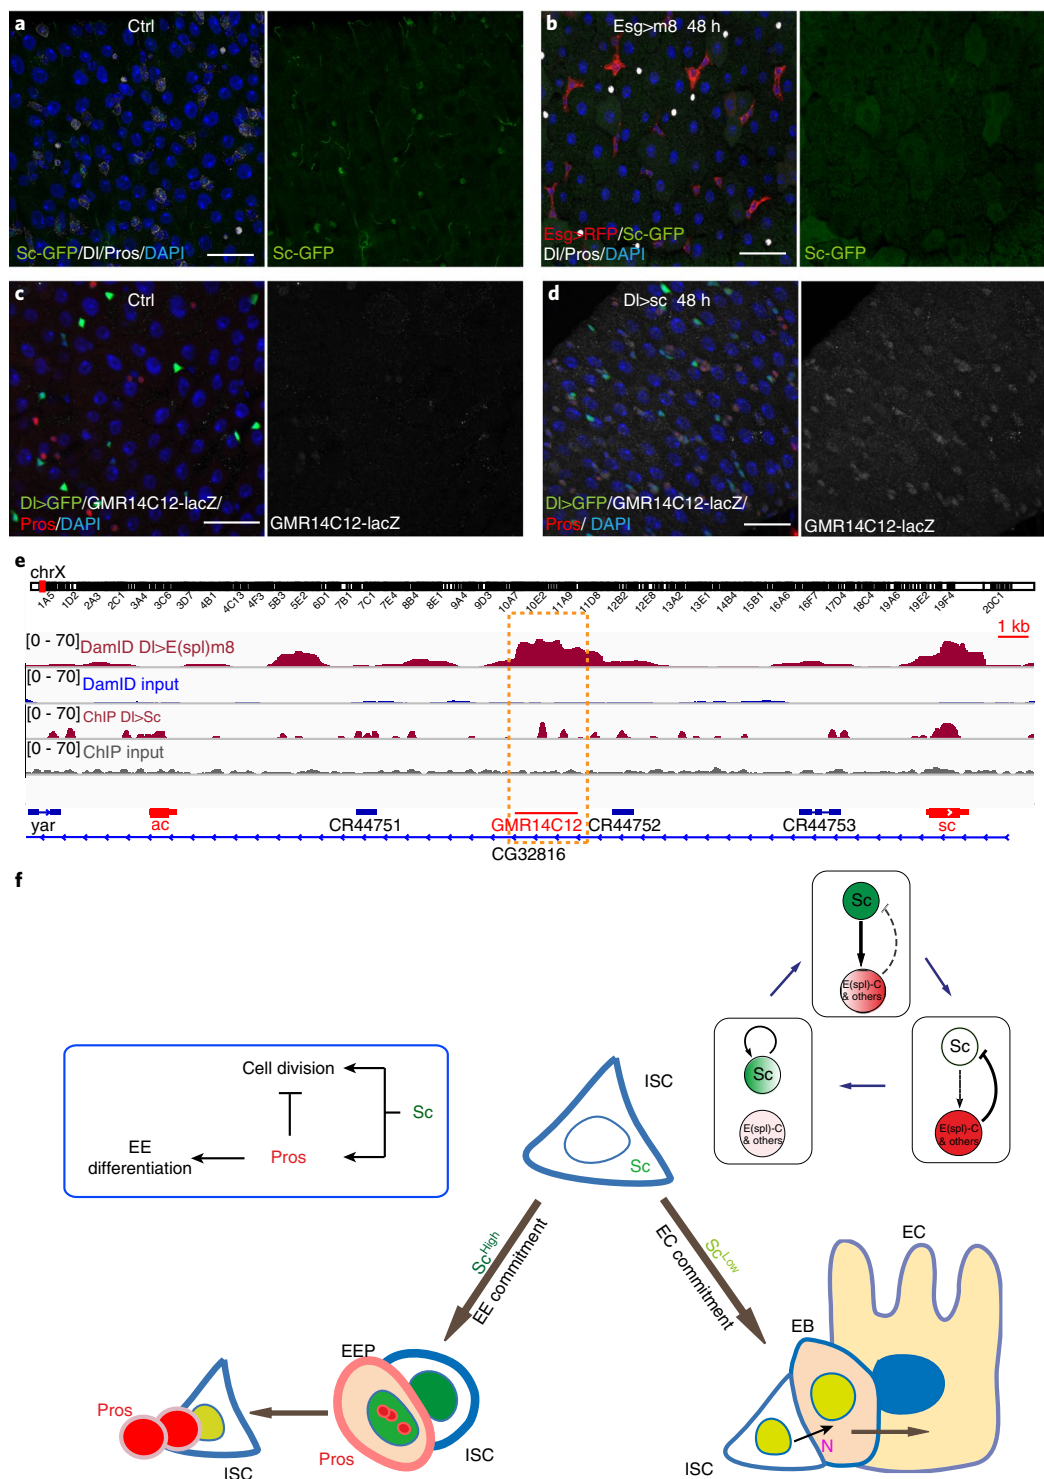 a
Ctrl
Sc-GFP/Dl/Pros/DAPI
Sc-GFP
b
Esg>m8 48 h
Esg>RFP/Sc-GFP
Dl/Pros/DAPI
Sc-GFP
c
Ctrl
Dl>GFP/GMR14C12-lacZ/
Pros/DAPI
GMR14C12-lacZ
d
Dl>sc 48 h
Dl>GFP/GMR14C12-lacZ/
Pros/ DAPI
GMR14C12-lacZ
e
chrX
1A5 1D2 2A3 2C1 3A4 3C6 3D7 4B1 4C13 4F3 5B3 5E2 6D1 7B1 7C1 7E4 8B4 8E1 9A4 9D3 10A7 10E2 11A9 11D8 12B2 12E8 13A2 13E1 14B4 15B1 16A6 16F7 17D4 18C4 19A6 19E2 19F4 20C1
1 kb
[0 - 70] DamID Dl>E(spl)m8
[0 - 70] DamID input
[0 - 70] ChIP Dl>Sc
[0 - 70] ChIP input
yar ac CR44751 GMR14C12 CR44752 CR44753 sc
CG32816
f
Sc
E(spl)-C
& others
Sc
E(spl)-C
& others
Sc
E(spl)-C
& others
Cell division
Sc
EE
differentiation
Pros
ISC
Sc
Sc^High
EE commitment
Sc^Low
EC commitment
EC
EB
EEP
Pros
ISC
Pros
ISC
N
ISC